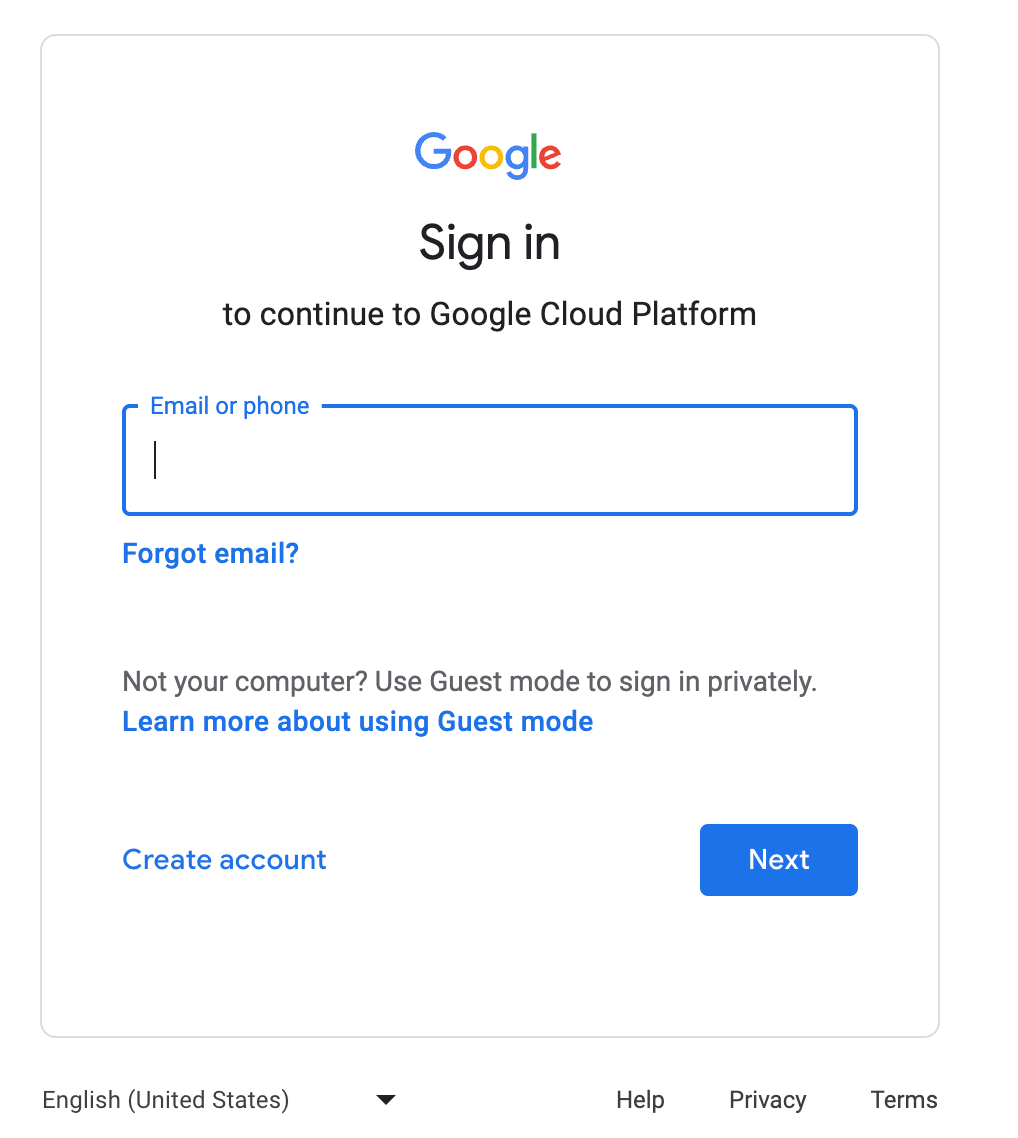 Google
Sign in
to continue to Google Cloud Platform
Email or phone
Forgot email?
Not your computer? Use Guest mode to sign in privately.
Learn more about using Guest mode
Create account
Next
English (United States)
Help
Privacy
Terms